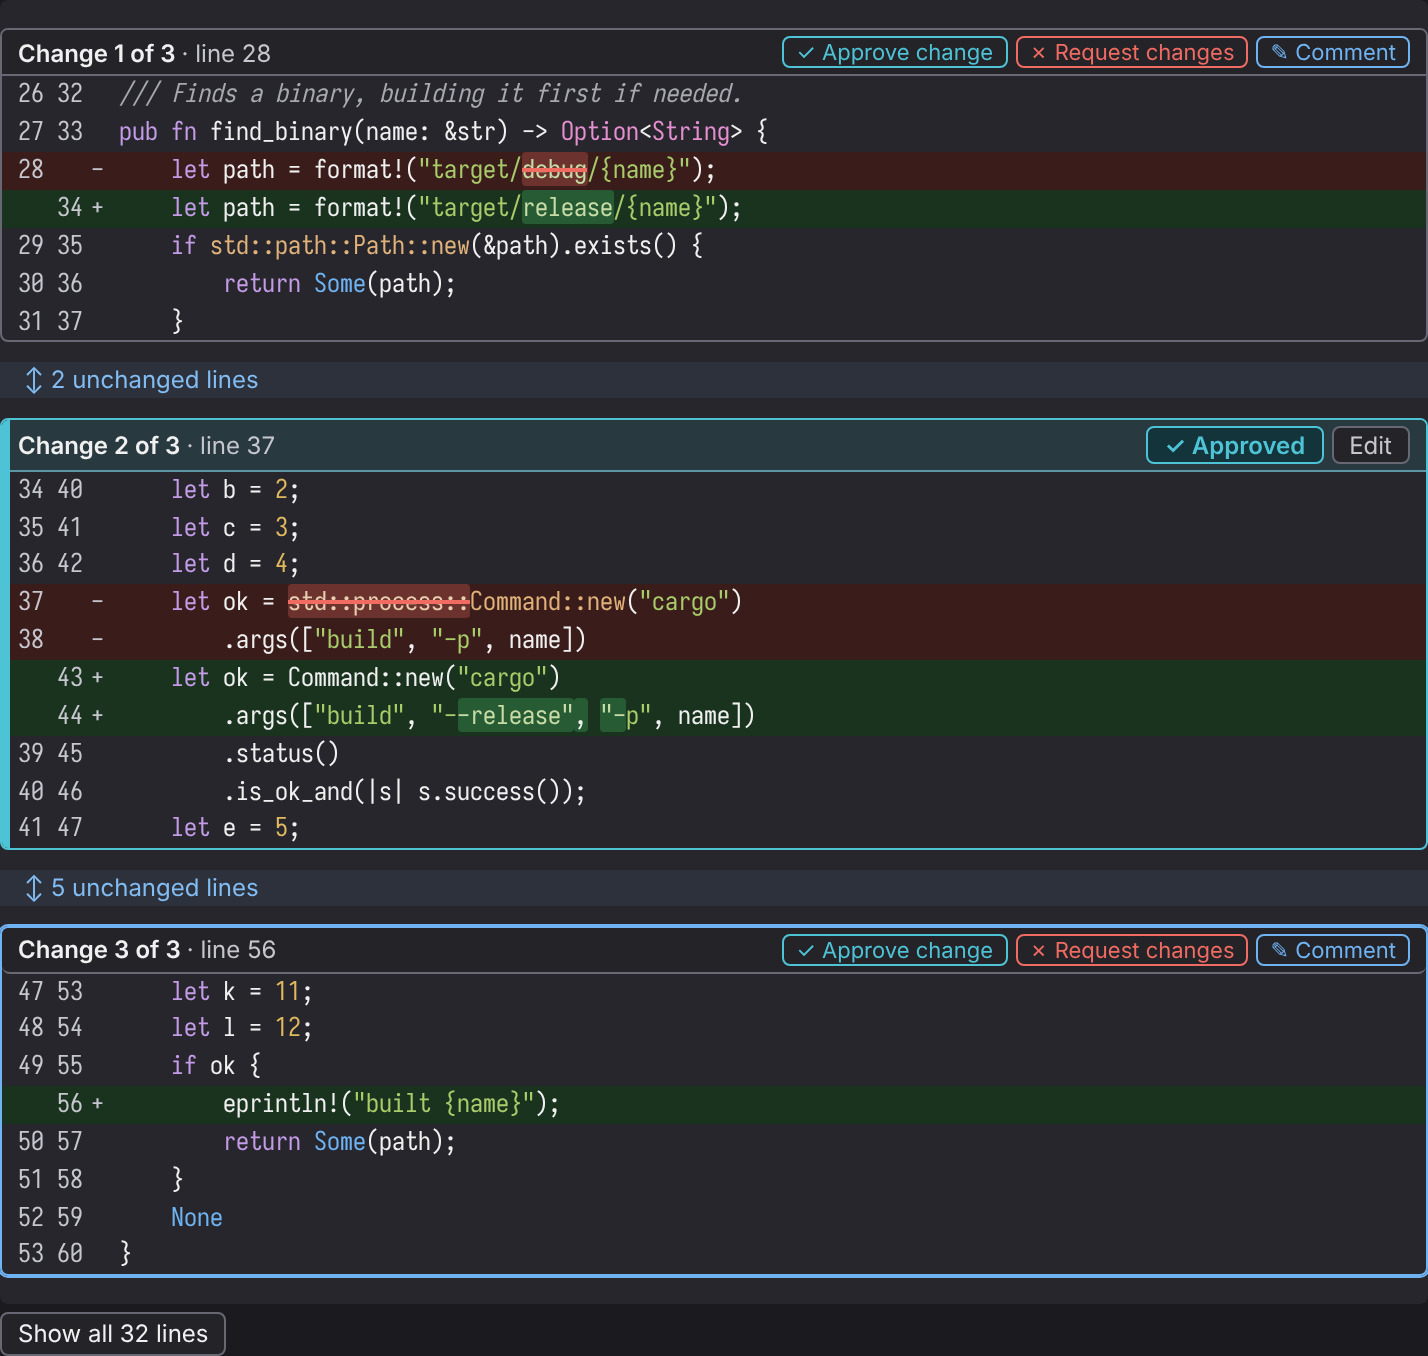 Change 1 of 3 · line 28 ✓ Approve change × Request changes ✎ Comment
26 32 /// Finds a binary, building it first if needed.
27 33 pub fn find_binary(name: &str) -> Option<String> {
28 - let path = format!("target/debug/{name}");
34 + let path = format!("target/release/{name}");
29 35 if std::path::Path::new(&path).exists() {
30 36 return Some(path);
31 37 }
↕ 2 unchanged lines
Change 2 of 3 · line 37 ✓ Approved Edit
34 40 let b = 2;
35 41 let c = 3;
36 42 let d = 4;
37 - let ok = std::process::Command::new("cargo")
38 - .args(["build", "-p", name])
43 + let ok = Command::new("cargo")
44 + .args(["build", "--release", "-p", name])
39 45 .status()
40 46 .is_ok_and(|s| s.success());
41 47 let e = 5;
↕ 5 unchanged lines
Change 3 of 3 · line 56 ✓ Approve change × Request changes ✎ Comment
47 53 let k = 11;
48 54 let l = 12;
49 55 if ok {
56 + eprintln!("built {name}");
50 57 return Some(path);
51 58 }
52 59 None
53 60 }
Show all 32 lines